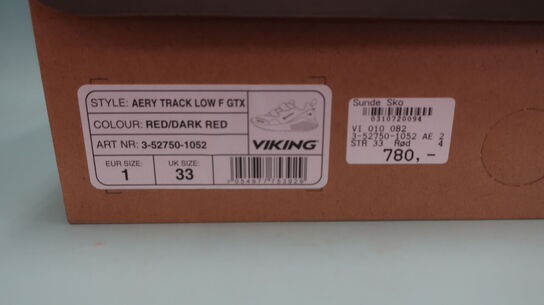 STYLE: AERY TRACK LOW F GTX
COLOUR: RED/DARK RED
ART NR: 3-52750-1052
VIKING
EUR SIZE: UK SIZE:
1 33
Sunde Sko
0310720094
VI 010 082
3-52750-1052 AE 2
STR 33 Rød 4
780,-